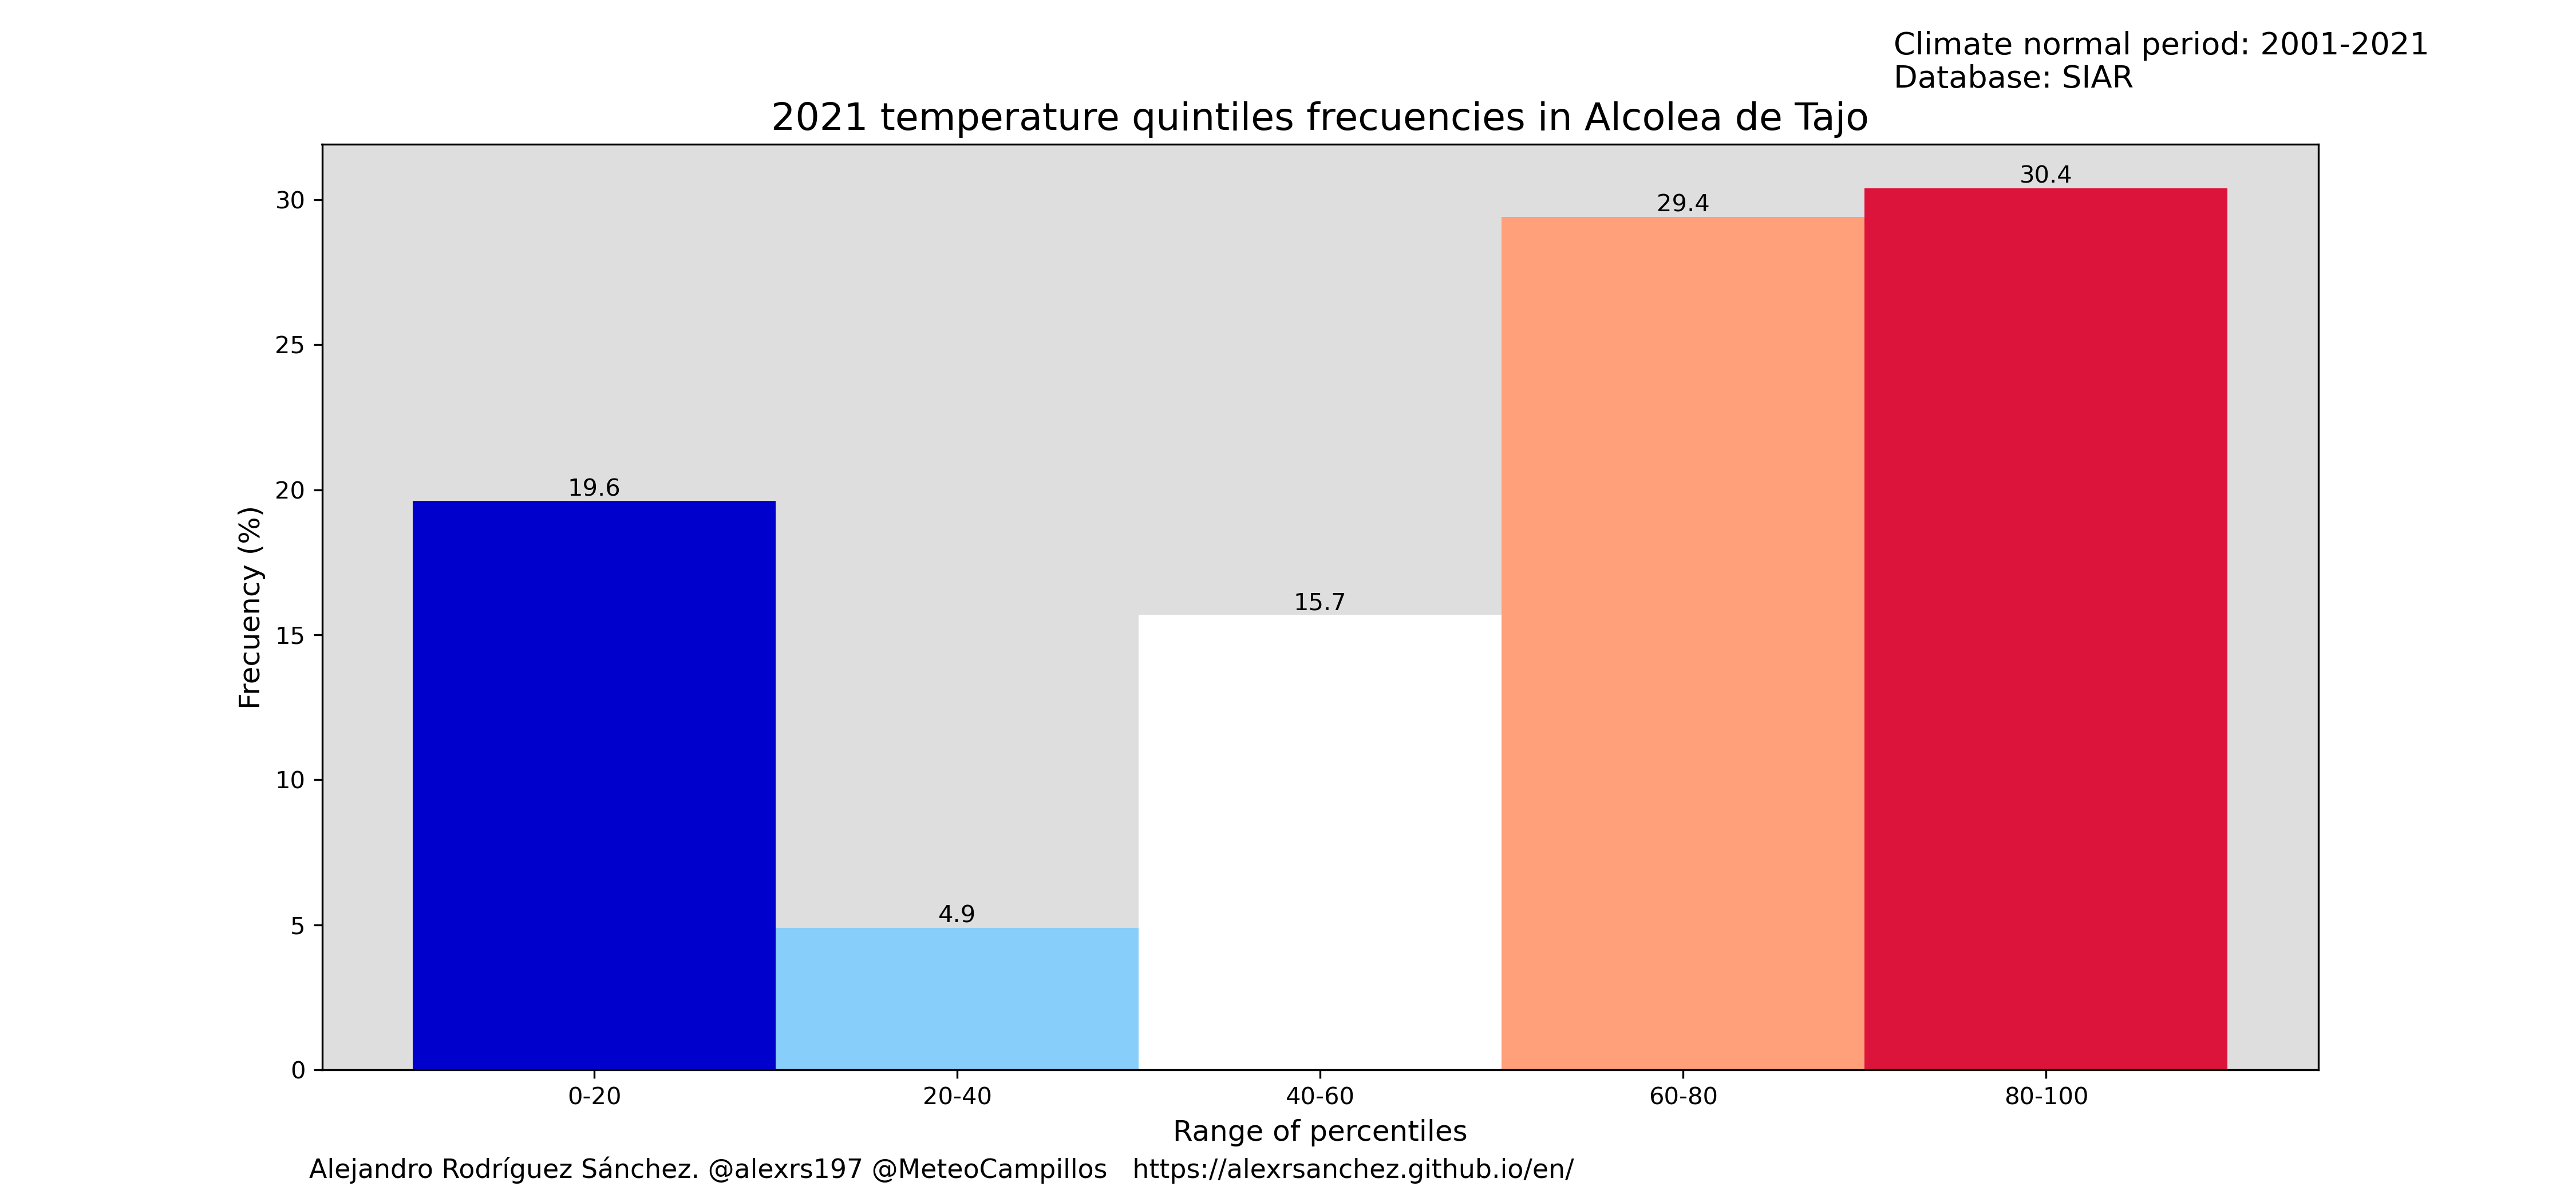 Climate normal period: 2001-2021
Database: SIAR
2021 temperature quintiles frecuencies in Alcolea de Tajo
30.4
30
29.4
25
20
19.6
Frecuency (%)
15.7
15
10
5
4.9
0
0-20 20-40 40-60 60-80 80-100
Range of percentiles
Alejandro Rodríguez Sánchez. @alexrs197 @MeteoCampillos https://alexrsanchez.github.io/en/